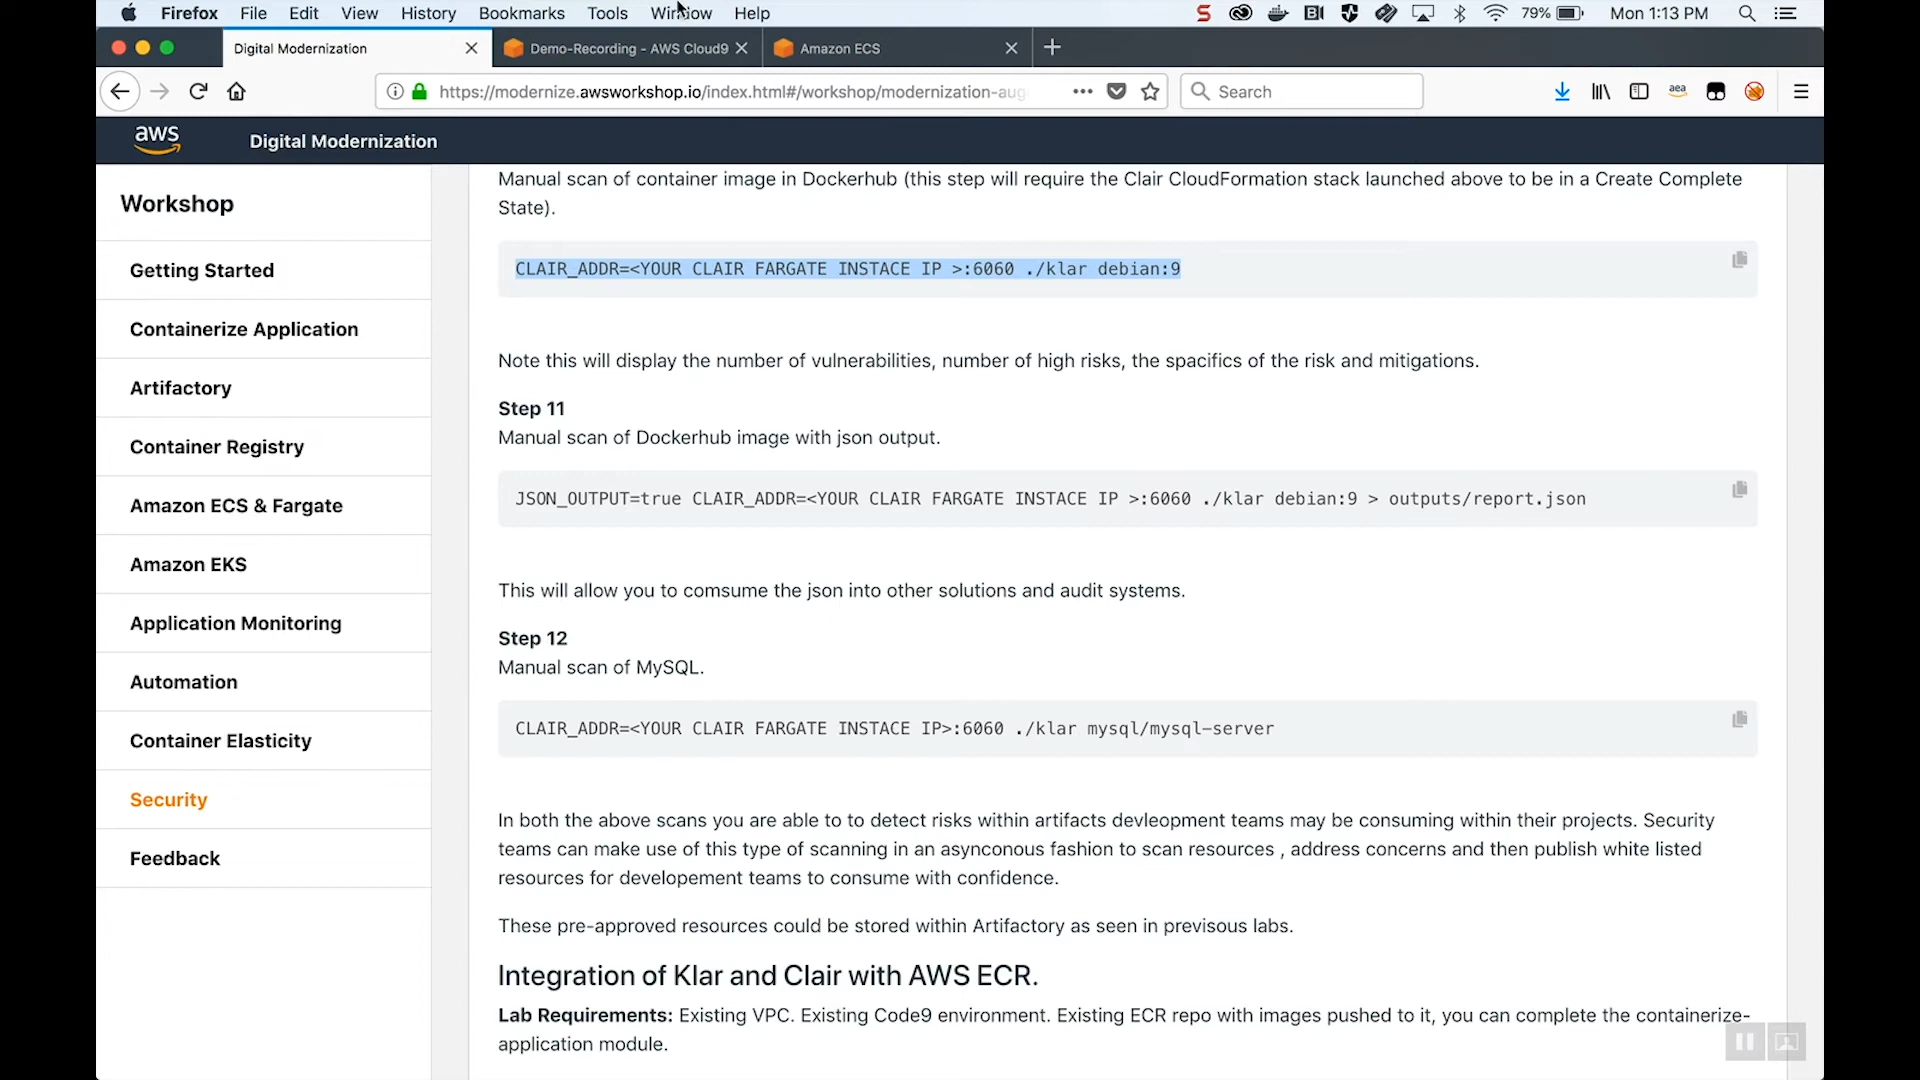 Firefox File Edit View History Bookmarks Tools Window Help 79% Mon 1:13 PM
Digital Modernization Demo-Recording - AWS Cloud9 Amazon ECS
https://modernize.awsworkshop.io/index.html#/workshop/modernization-aug Search aea
aws Digital Modernization
Workshop
Getting Started
Containerize Application
Artifactory
Container Registry
Amazon ECS & Fargate
Amazon EKS
Application Monitoring
Automation
Container Elasticity
Security
Feedback
Manual scan of container image in Dockerhub (this step will require the Clair CloudFormation stack launched above to be in a Create Complete
State).
CLAIR_ADDR=<YOUR CLAIR FARGATE INSTACE IP >:6060 ./klar debian:9
Note this will display the number of vulnerabilities, number of high risks, the spacifics of the risk and mitigations.
Step 11
Manual scan of Dockerhub image with json output.
JSON_OUTPUT=true CLAIR_ADDR=<YOUR CLAIR FARGATE INSTACE IP >:6060 ./klar debian:9 > outputs/report.json
This will allow you to comsume the json into other solutions and audit systems.
Step 12
Manual scan of MySQL.
CLAIR_ADDR=<YOUR CLAIR FARGATE INSTACE IP>:6060 ./klar mysql/mysql-server
In both the above scans you are able to to detect risks within artifacts devleopment teams may be consuming within their projects. Security
teams can make use of this type of scanning in an asynconous fashion to scan resources , address concerns and then publish white listed
resources for developement teams to consume with confidence.
These pre-approved resources could be stored within Artifactory as seen in previsous labs.
Integration of Klar and Clair with AWS ECR.
Lab Requirements: Existing VPC. Existing Code9 environment. Existing ECR repo with images pushed to it, you can complete the containerize-
application module.